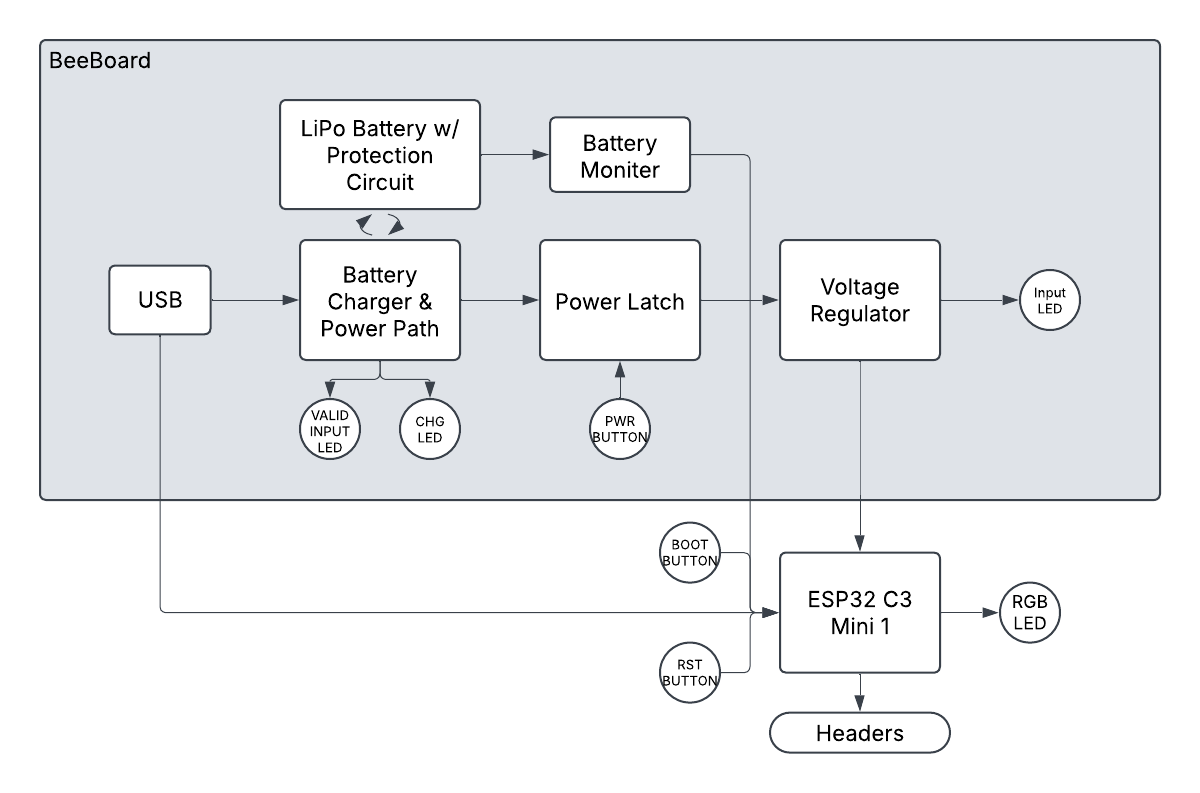 BeeBoard
LiPo Battery w/
Protection
Circuit
Battery
Moniter
USB
Battery
Charger &
Power Path
Power Latch
Voltage
Regulator
Input
LED
VALID
INPUT
LED
CHG
LED
PWR
BUTTON
BOOT
BUTTON
ESP32 C3
Mini 1
RGB
LED
RST
BUTTON
Headers